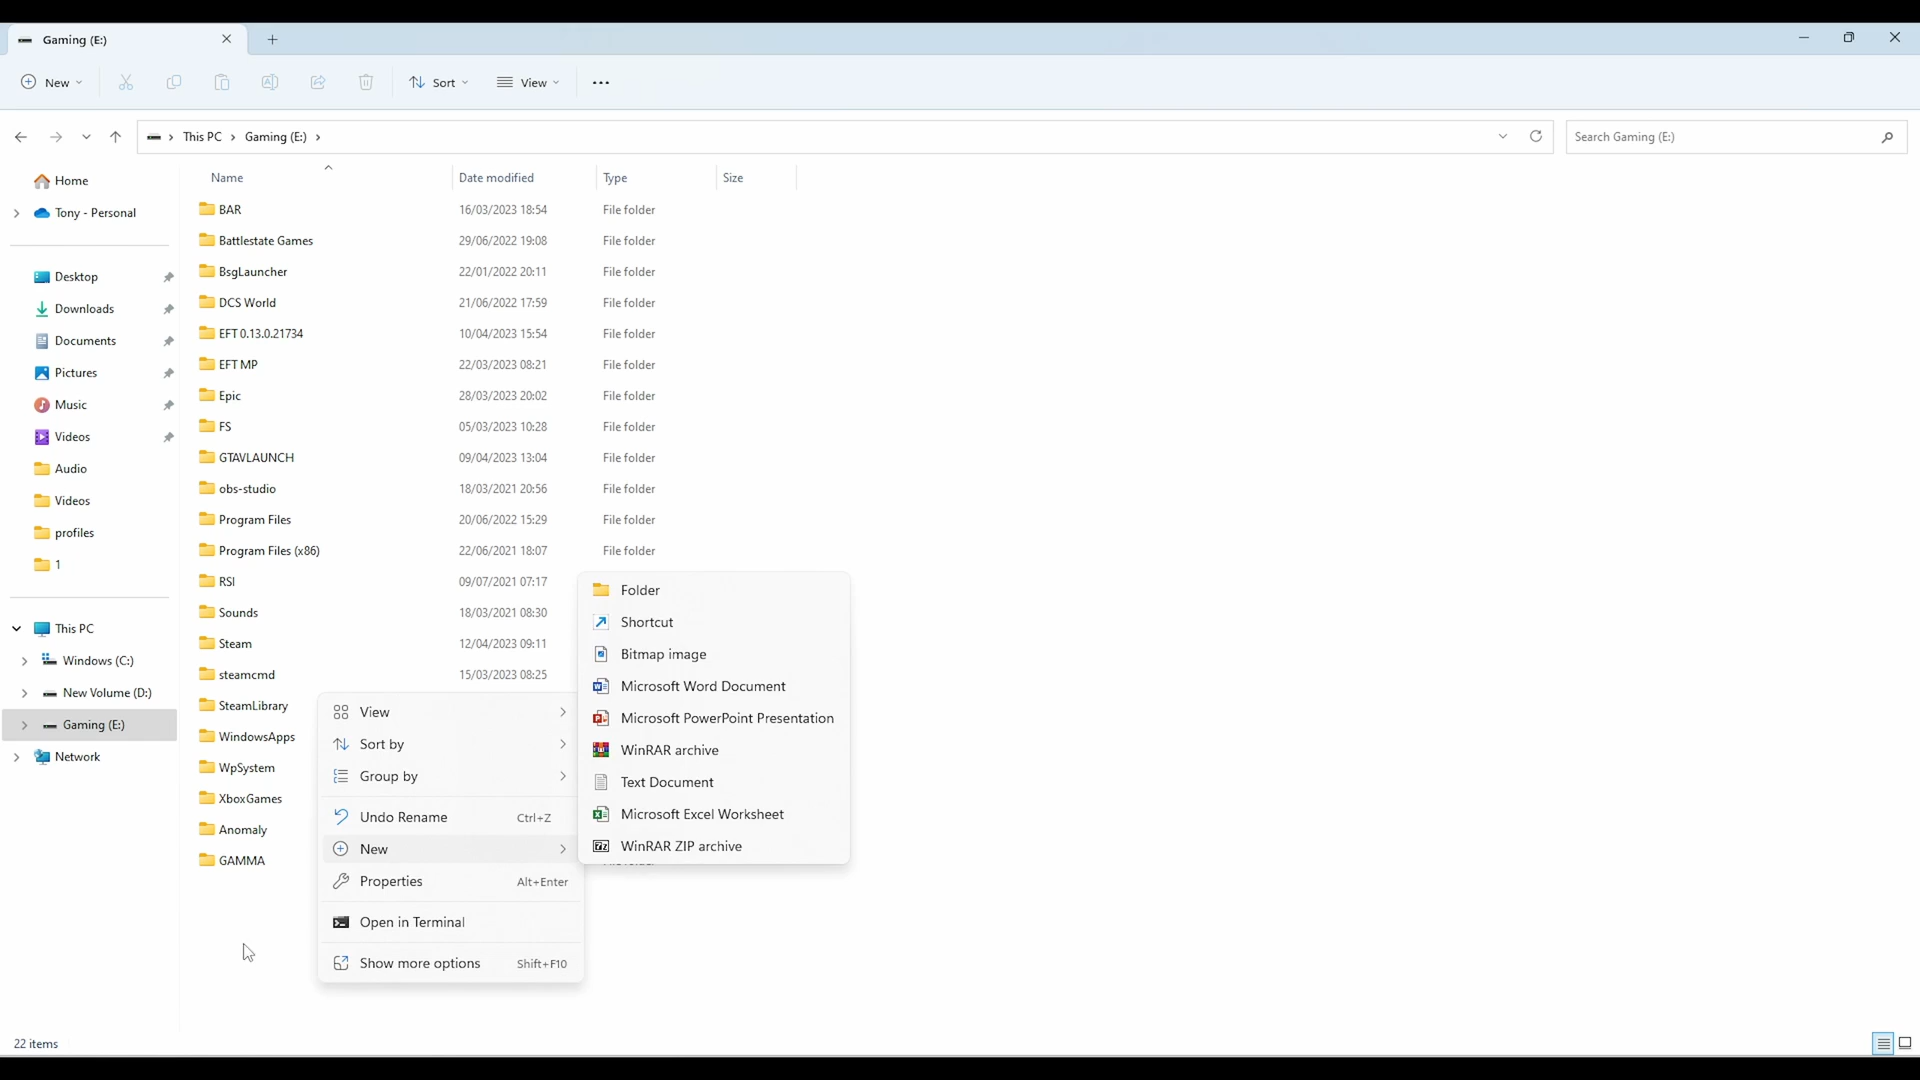 Gaming (E:)
New
Sort
View
This PC > Gaming (E:) >
Search Gaming (E:)
Home
Tony - Personal
Desktop
Downloads
Documents
Pictures
Music
Videos
Audio
Videos
profiles
1
This PC
Windows (C:)
New Volume (D:)
Gaming (E:)
Network
Name Date modified Type Size
BAR 16/03/2023 18:54 File folder
Battlestate Games 29/06/2022 19:08 File folder
BsgLauncher 22/01/2022 20:11 File folder
DCS World 21/06/2022 17:59 File folder
EFT 0.13.0.21734 10/04/2023 15:54 File folder
EFT MP 22/03/2023 08:21 File folder
Epic 28/03/2023 20:02 File folder
FS 05/03/2023 10:28 File folder
GTAVLAUNCH 09/04/2023 13:04 File folder
obs-studio 18/03/2021 20:56 File folder
Program Files 20/06/2022 15:29 File folder
Program Files (x86) 22/06/2021 18:07 File folder
RSI 09/07/2021 07:17
Sounds 18/03/2021 08:30
Steam 12/04/2023 09:11
steamcmd 15/03/2023 08:25
SteamLibrary
WindowsApps
WpSystem
XboxGames
Anomaly
GAMMA
View
Sort by
Group by
Undo Rename Ctrl+Z
New
Properties Alt+Enter
Open in Terminal
Show more options Shift+F10
Folder
Shortcut
Bitmap image
Microsoft Word Document
Microsoft PowerPoint Presentation
WinRAR archive
Text Document
Microsoft Excel Worksheet
WinRAR ZIP archive
22 items